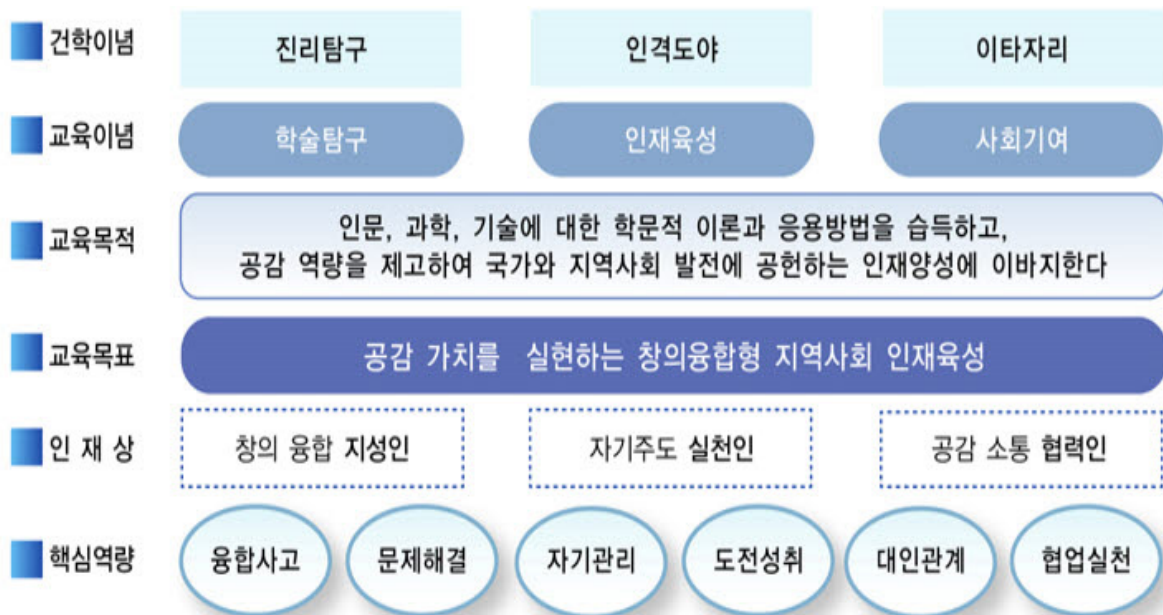 건학이념
진리탐구 인격도야 이타자리
교육이념
학술탐구 인재육성 사회기여
교육목적
인문, 과학, 기술에 대한 학문적 이론과 응용방법을 습득하고,
공감 역량을 제고하여 국가와 지역사회 발전에 공헌하는 인재양성에 이바지한다
교육목표
공감 가치를 실현하는 창의융합형 지역사회 인재육성
인 재 상
창의 융합 지성인 자기주도 실천인 공감 소통 협력인
핵심역량
융합사고 문제해결 자기관리 도전성취 대인관계 협업실천